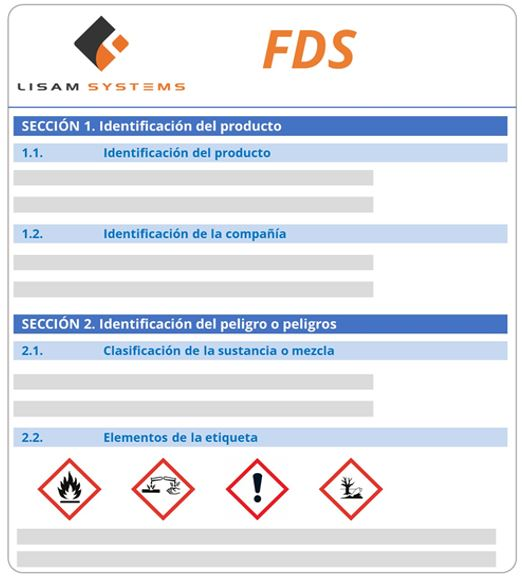 FDS
LISAM SYSTEMS
SECCIÓN 1. Identificación del producto
1.1. Identificación del producto
1.2. Identificación de la compañía
SECCIÓN 2. Identificación del peligro o peligros
2.1. Clasificación de la sustancia o mezcla
2.2. Elementos de la etiqueta